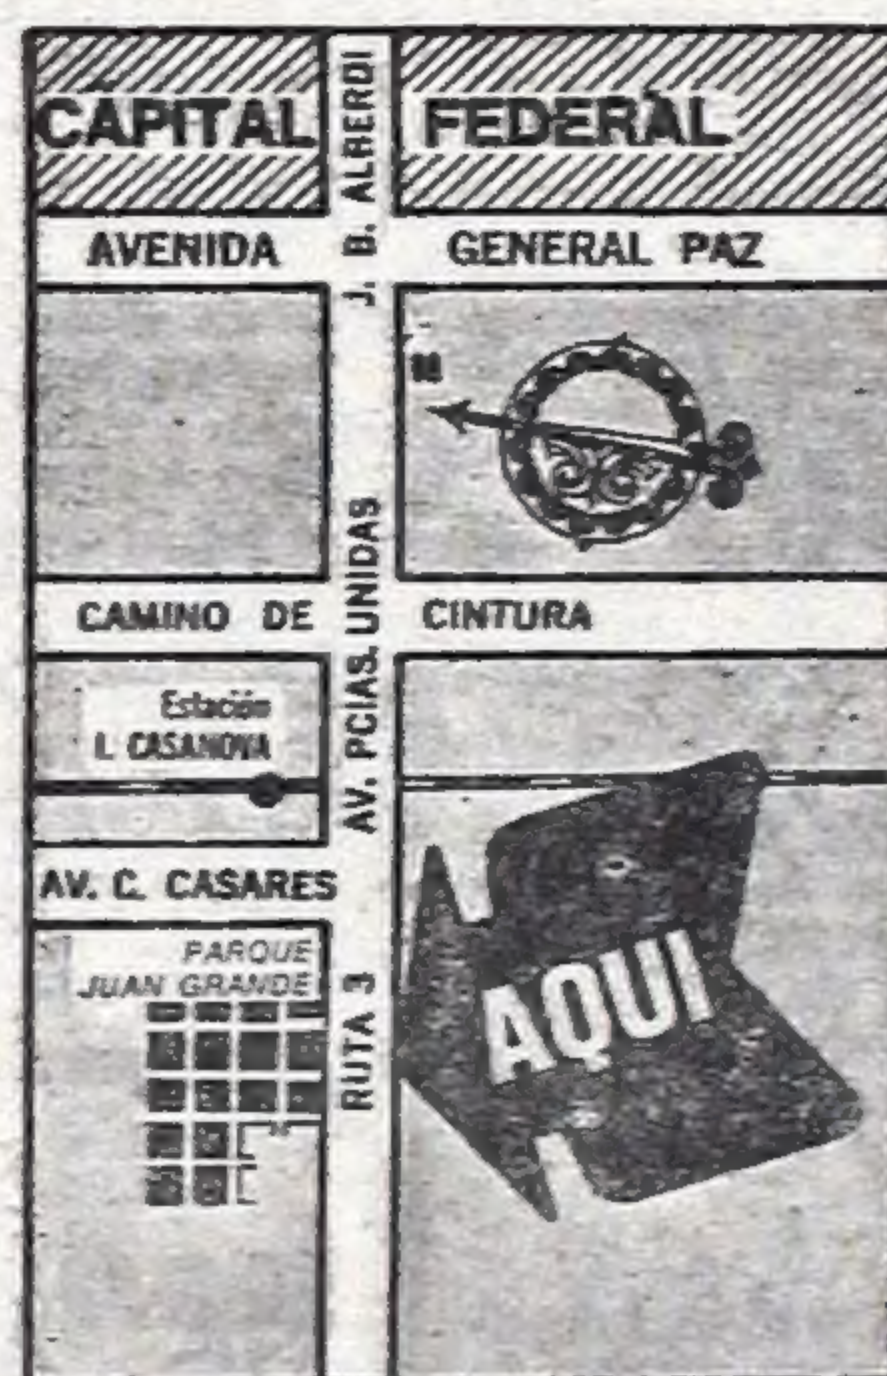 CAPITAL FEDERAL
J. B. ALBERDI
AVENIDA GENERAL PAZ
AV. PCIAS. UNIDAS
CAMINO DE CINTURA
Estación
I. CASANOVA
AV. C. CASARES
PARQUE
JUAN GRANDE
RUTA 3
AQUI